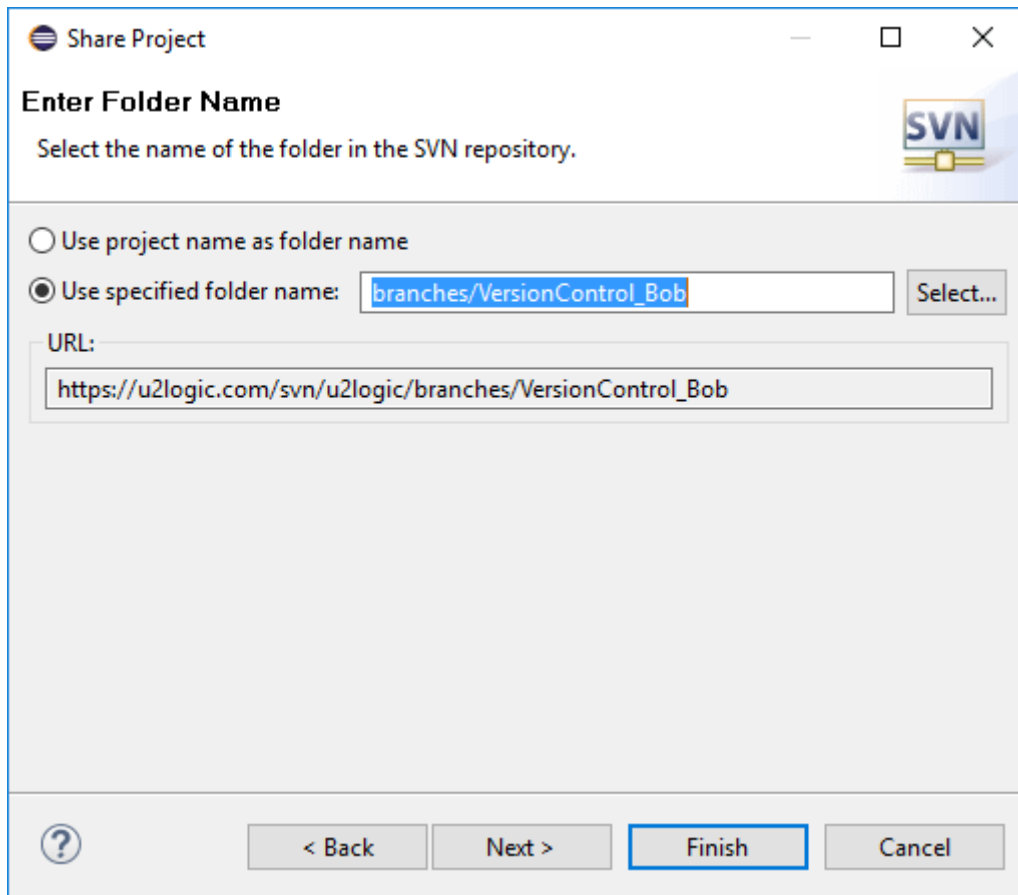 Share Project
Enter Folder Name
Select the name of the folder in the SVN repository.
SVN
Use project name as folder name
Use specified folder name: branches/VersionControl_Bob Select...
URL:
https://u2logic.com/svn/u2logic/branches/VersionControl_Bob
? < Back Next > Finish Cancel